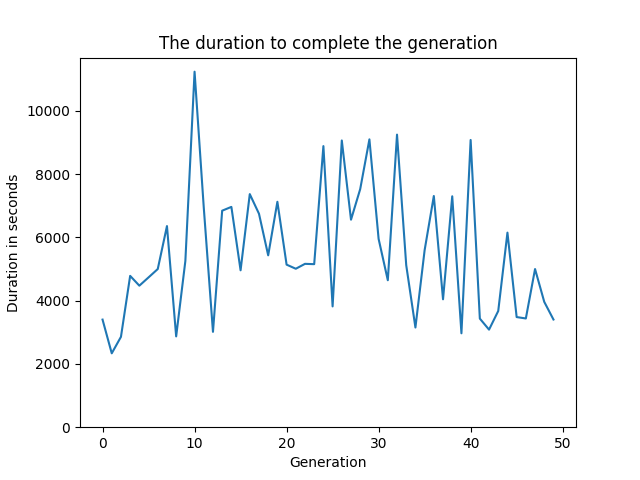 The duration to complete the generation
10000
8000
6000
4000
2000
0
Duration in seconds
0 10 20 30 40 50
Generation